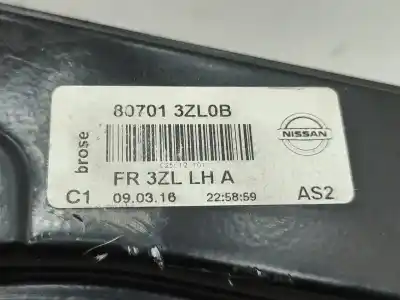 80701 3ZL0B
brose
NISSAN
FR 3ZL LH A
C1 09.03.16 22:58:59 AS2